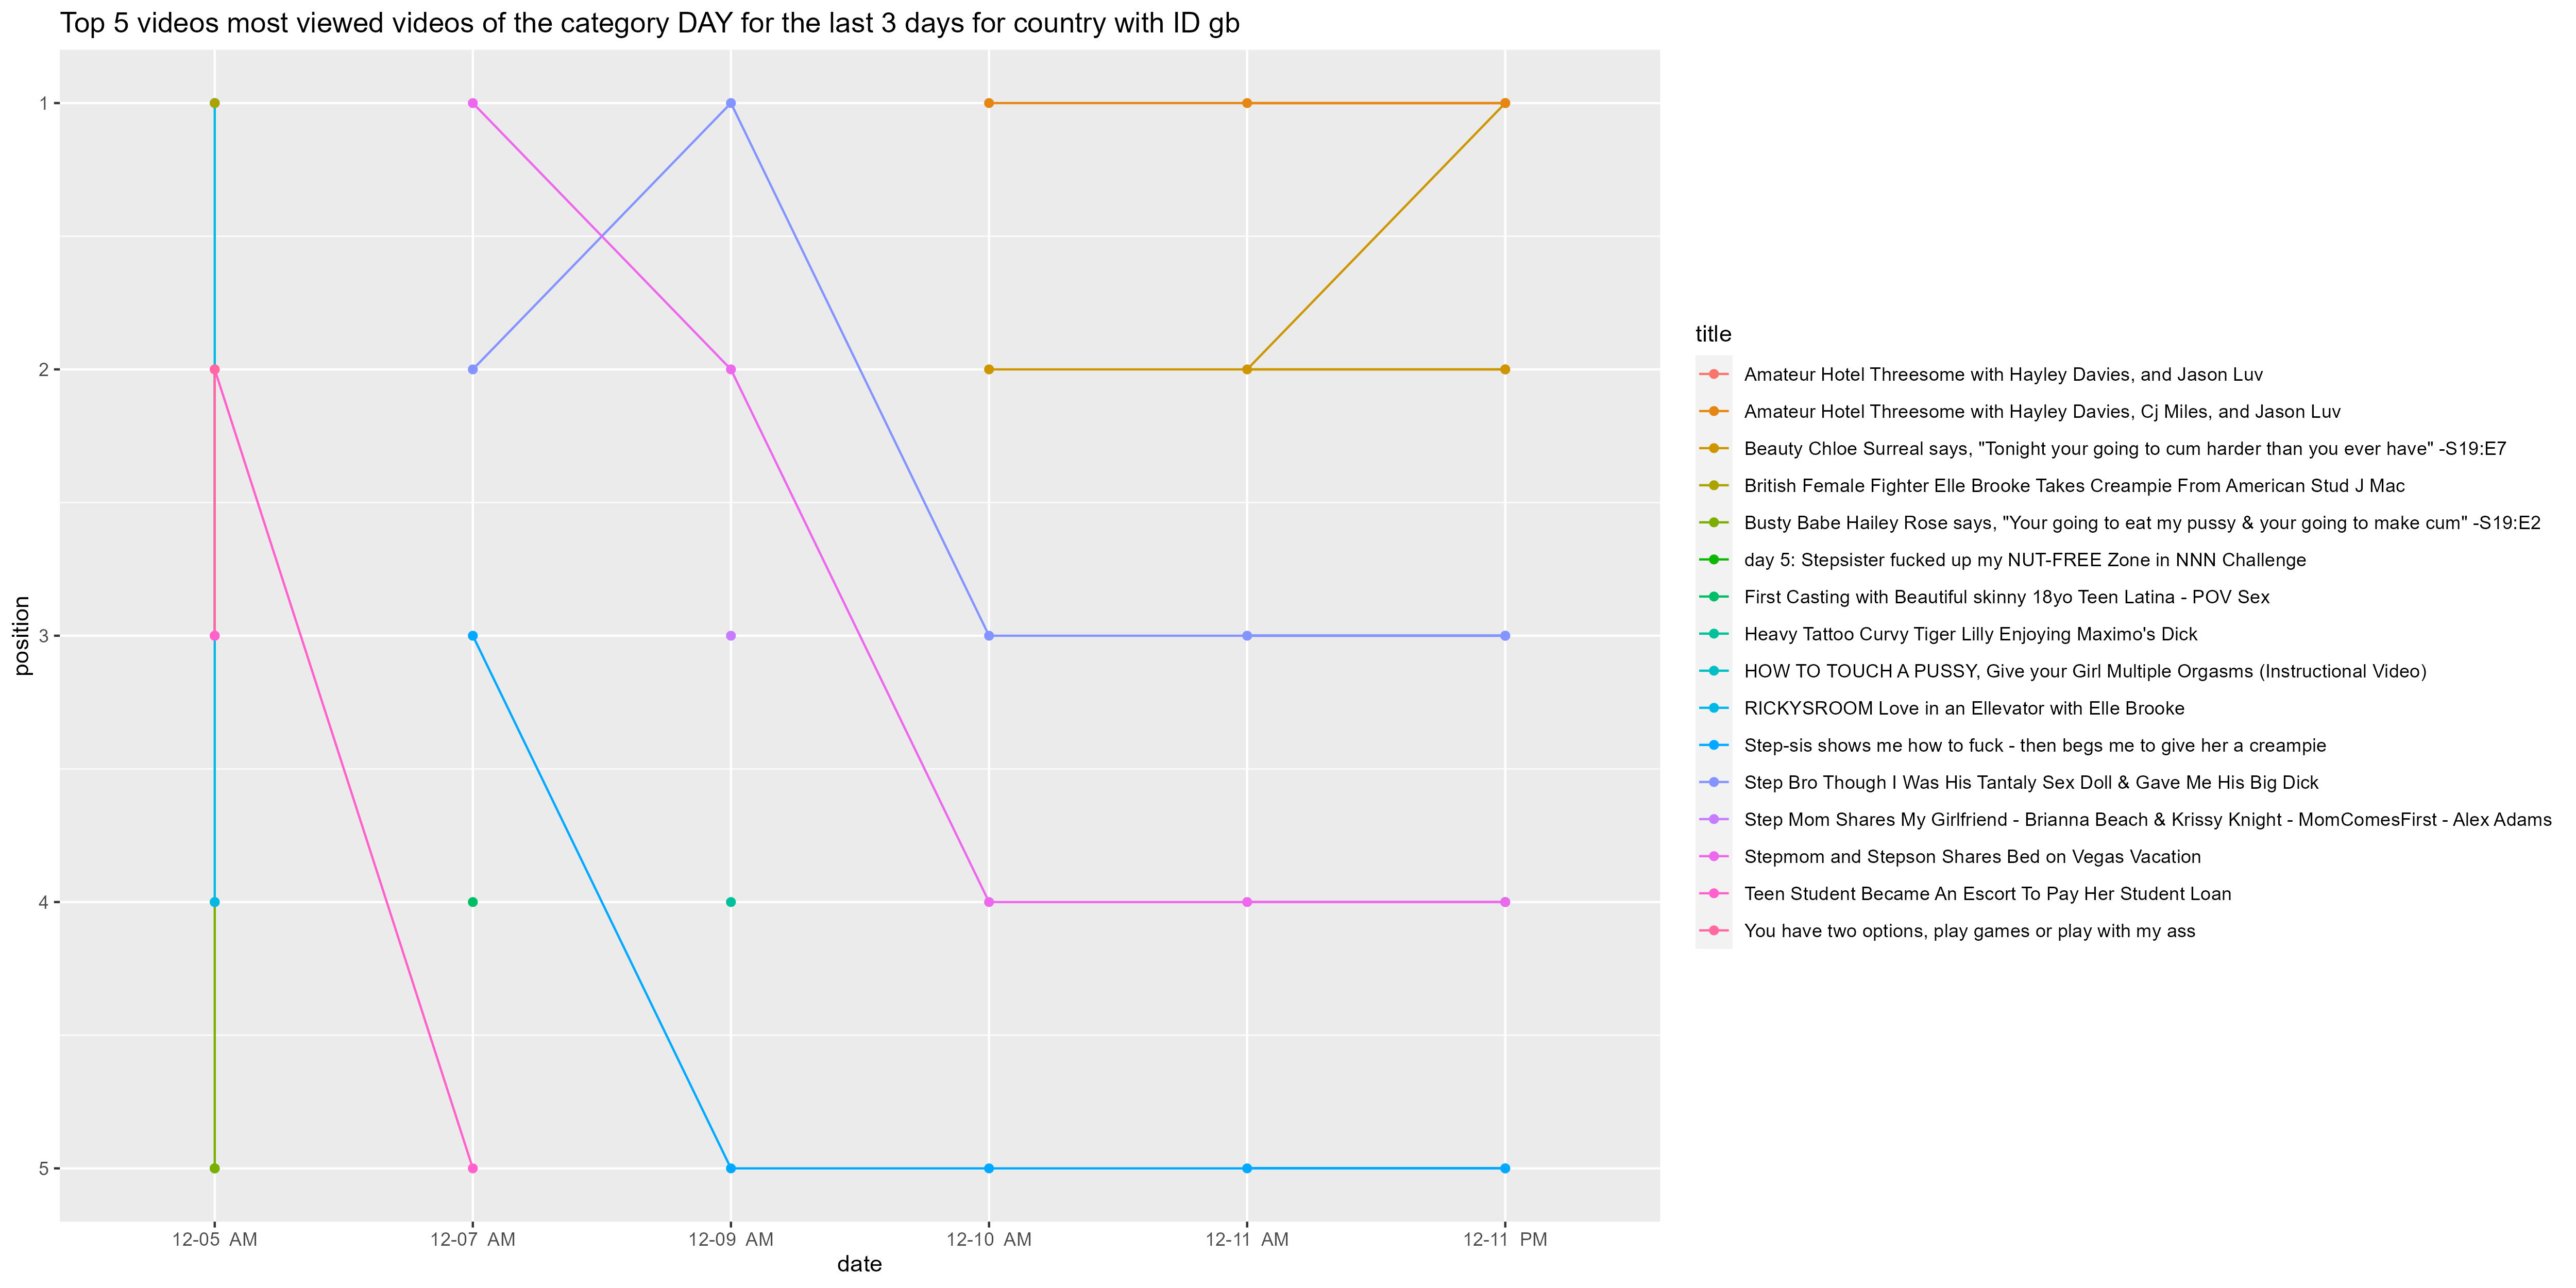 Top 5 videos most viewed videos of the category DAY for the last 3 days for country with ID gb
1
2
3
4
5
position
12-05 AM
12-07 AM
12-09 AM
12-10 AM
12-11 AM
12-11 PM
date
title
Amateur Hotel Threesome with Hayley Davies, and Jason Luv
Amateur Hotel Threesome with Hayley Davies, Cj Miles, and Jason Luv
Beauty Chloe Surreal says, "Tonight your going to cum harder than you ever have" -S19:E7
British Female Fighter Elle Brooke Takes Creampie From American Stud J Mac
Busty Babe Hailey Rose says, "Your going to eat my pussy & your going to make cum" -S19:E2
day 5: Stepsister fucked up my NUT-FREE Zone in NNN Challenge
First Casting with Beautiful skinny 18yo Teen Latina - POV Sex
Heavy Tattoo Curvy Tiger Lilly Enjoying Maximo's Dick
HOW TO TOUCH A PUSSY, Give your Girl Multiple Orgasms (Instructional Video)
RICKYSROOM Love in an Ellevator with Elle Brooke
Step-sis shows me how to fuck - then begs me to give her a creampie
Step Bro Though I Was His Tantaly Sex Doll & Gave Me His Big Dick
Step Mom Shares My Girlfriend - Brianna Beach & Krissy Knight - MomComesFirst - Alex Adams
Stepmom and Stepson Shares Bed on Vegas Vacation
Teen Student Became An Escort To Pay Her Student Loan
You have two options, play games or play with my ass